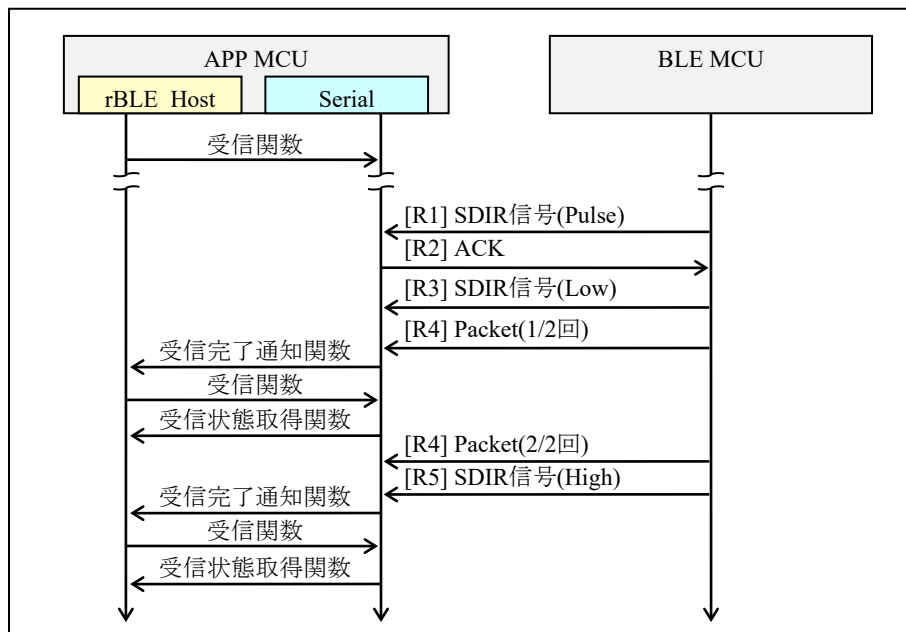 APP MCU
BLE MCU
rBLE_Host
Serial
受信関数
[R1] SDIR信号(Pulse)
[R2] ACK
[R3] SDIR信号(Low)
[R4] Packet(1/2回)
受信完了通知関数
受信関数
受信状態取得関数
[R4] Packet(2/2回)
[R5] SDIR信号(High)
受信完了通知関数
受信関数
受信状態取得関数